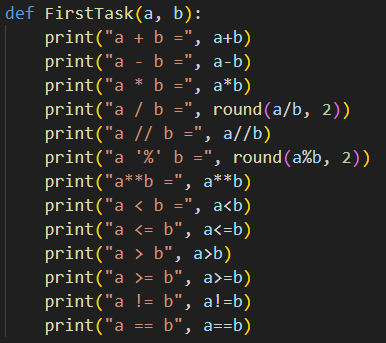 def FirstTask(a, b):
    print("a + b =", a+b)
    print("a - b =", a-b)
    print("a * b =", a*b)
    print("a / b =", round(a/b, 2))
    print("a // b =", a//b)
    print("a '%' b =", round(a%b, 2))
    print("a**b =", a**b)
    print("a < b =", a<b)
    print("a <= b", a<=b)
    print("a > b", a>b)
    print("a >= b", a>=b)
    print("a != b", a!=b)
    print("a == b", a==b)